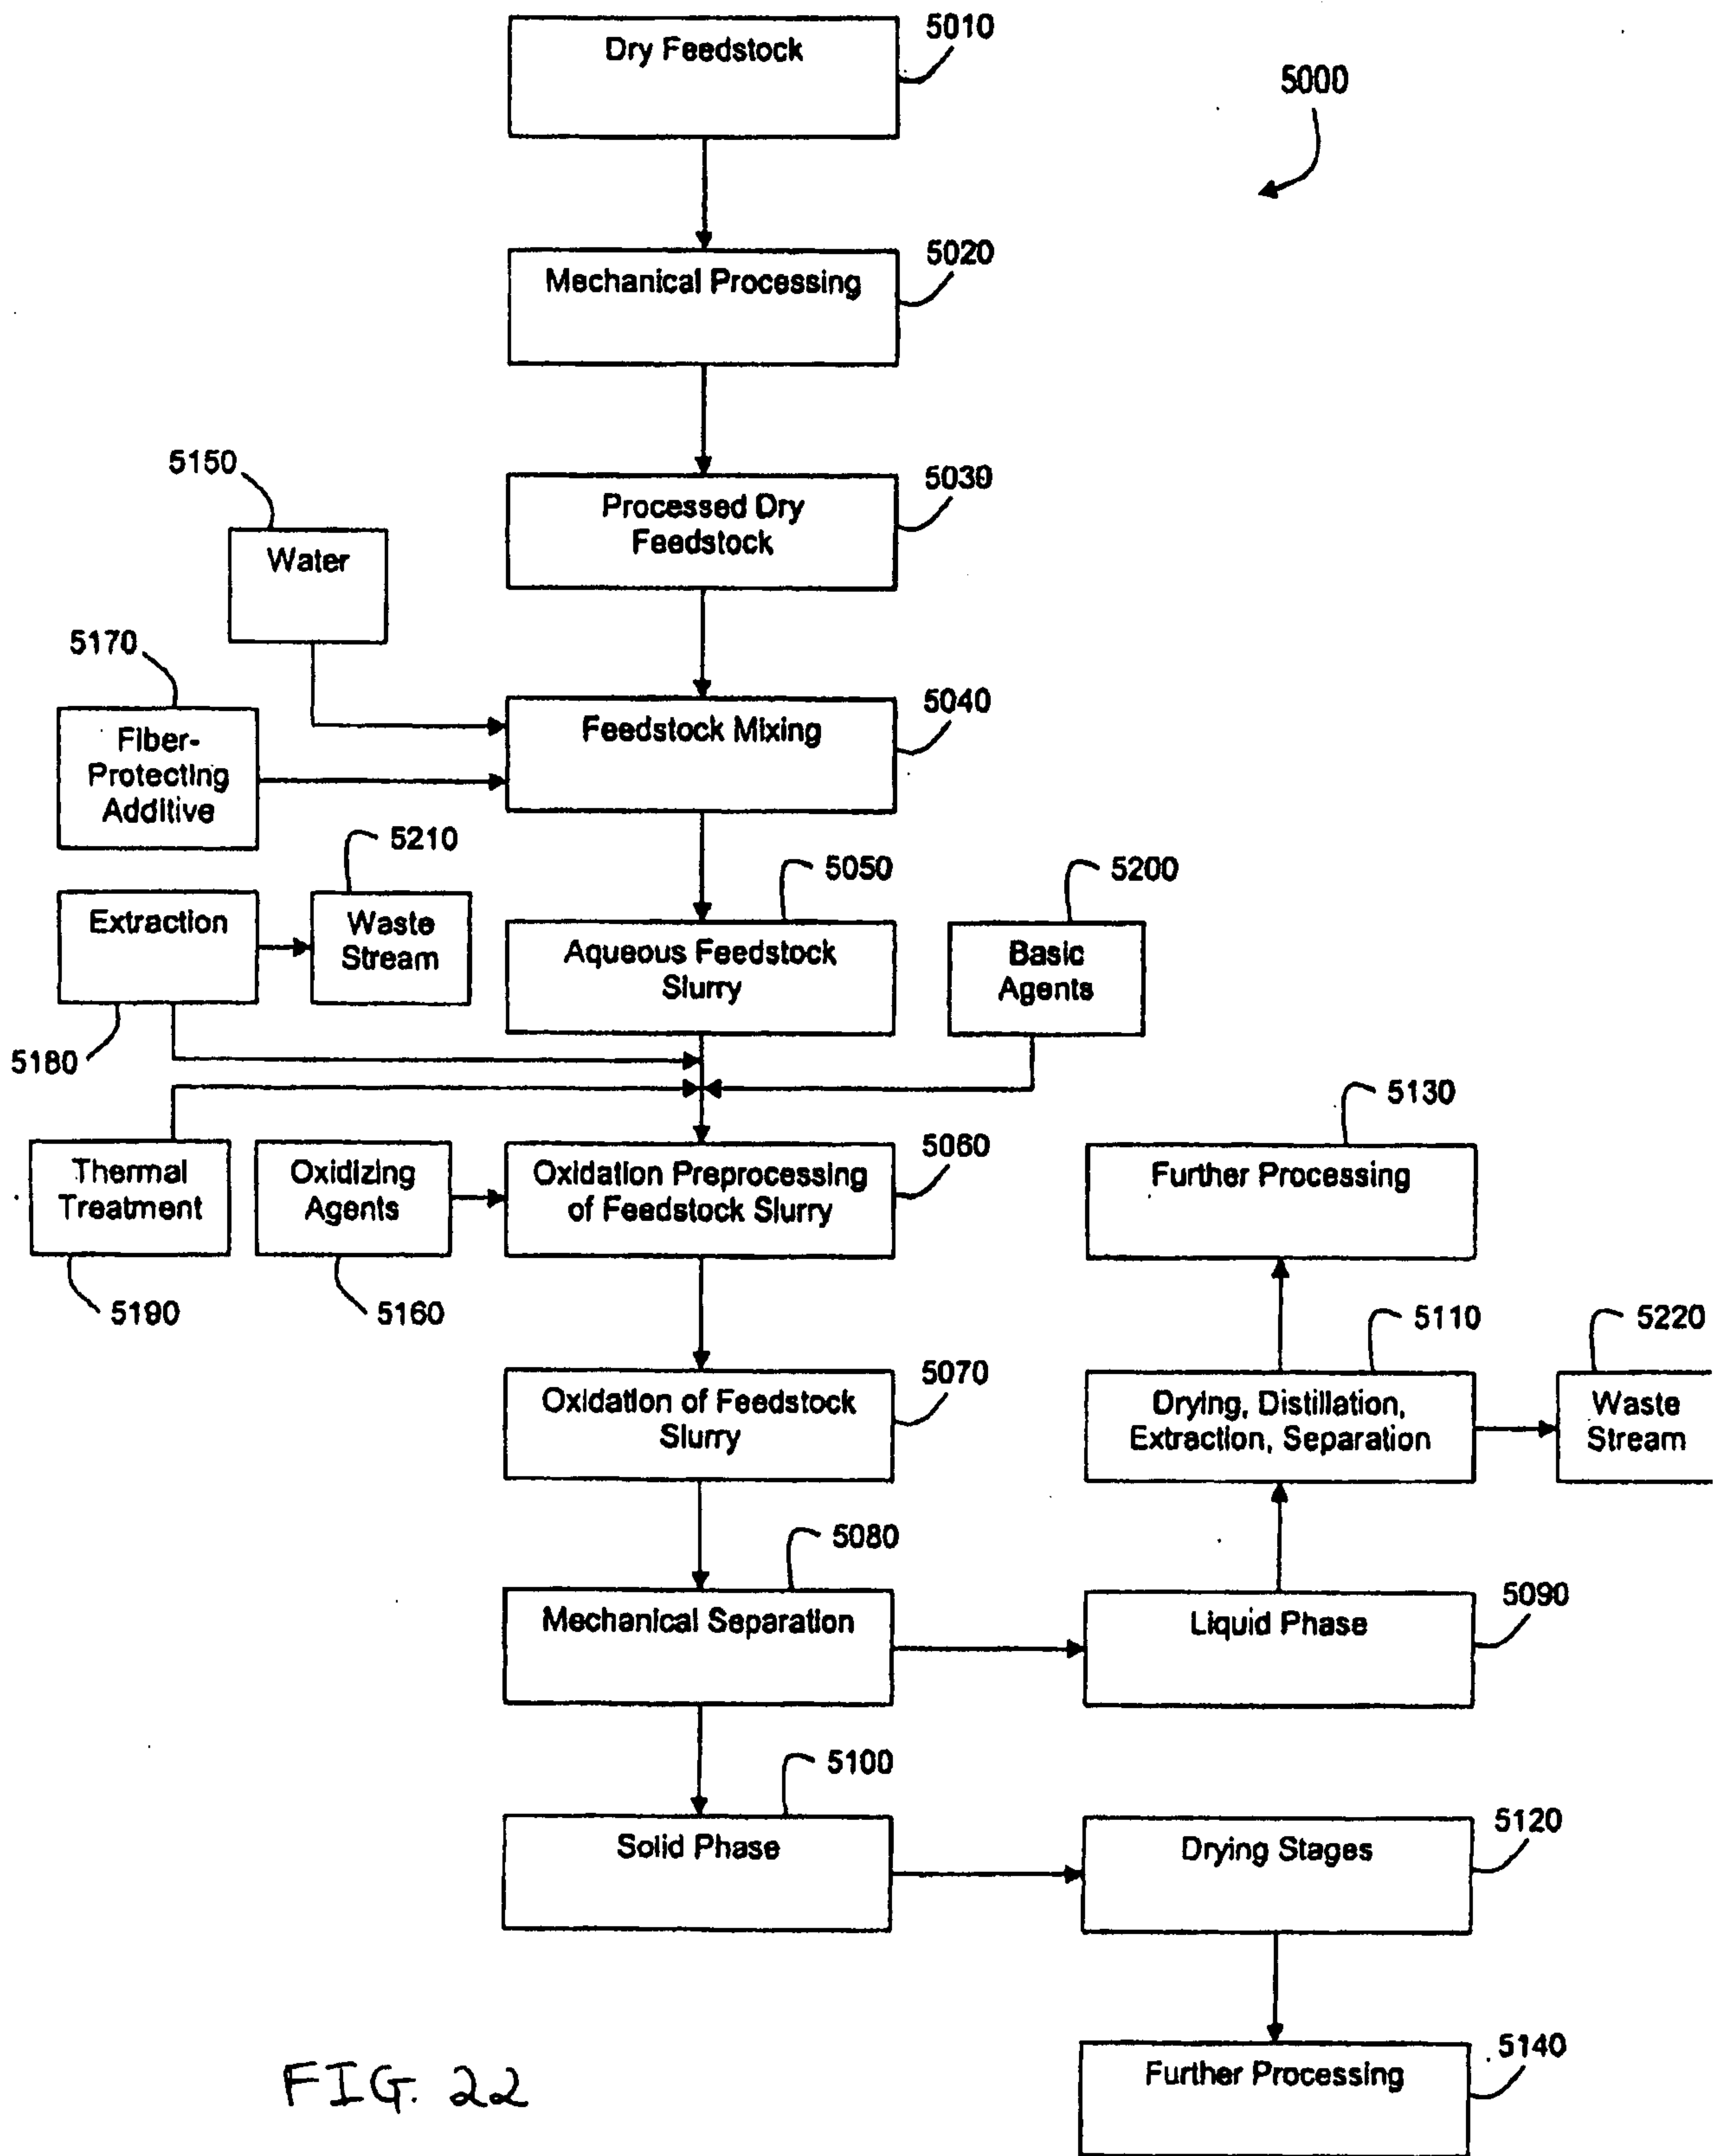 5010
Dry Feedstock
5000
5020
Mechanical Processing
5030
Processed Dry
Feedstock
5150
Water
5170
Fiber-
Protecting
Additive
5040
Feedstock Mixing
5210
5050
5200
Extraction
Waste
Stream
Aqueous Feedstock
Slurry
Basic
Agents
5180
5130
5060
Thermal
Treatment
Oxidizing
Agents
Oxidation Preprocessing
of Feedstock Slurry
Further Processing
5190
5160
5110
5220
5070
Oxidation of Feedstock
Slurry
Drying, Distillation,
Extraction, Separation
Waste
Stream
5080
5090
Mechanical Separation
Liquid Phase
5100
5120
Solid Phase
Drying Stages
5140
Further Processing
FIG. 22